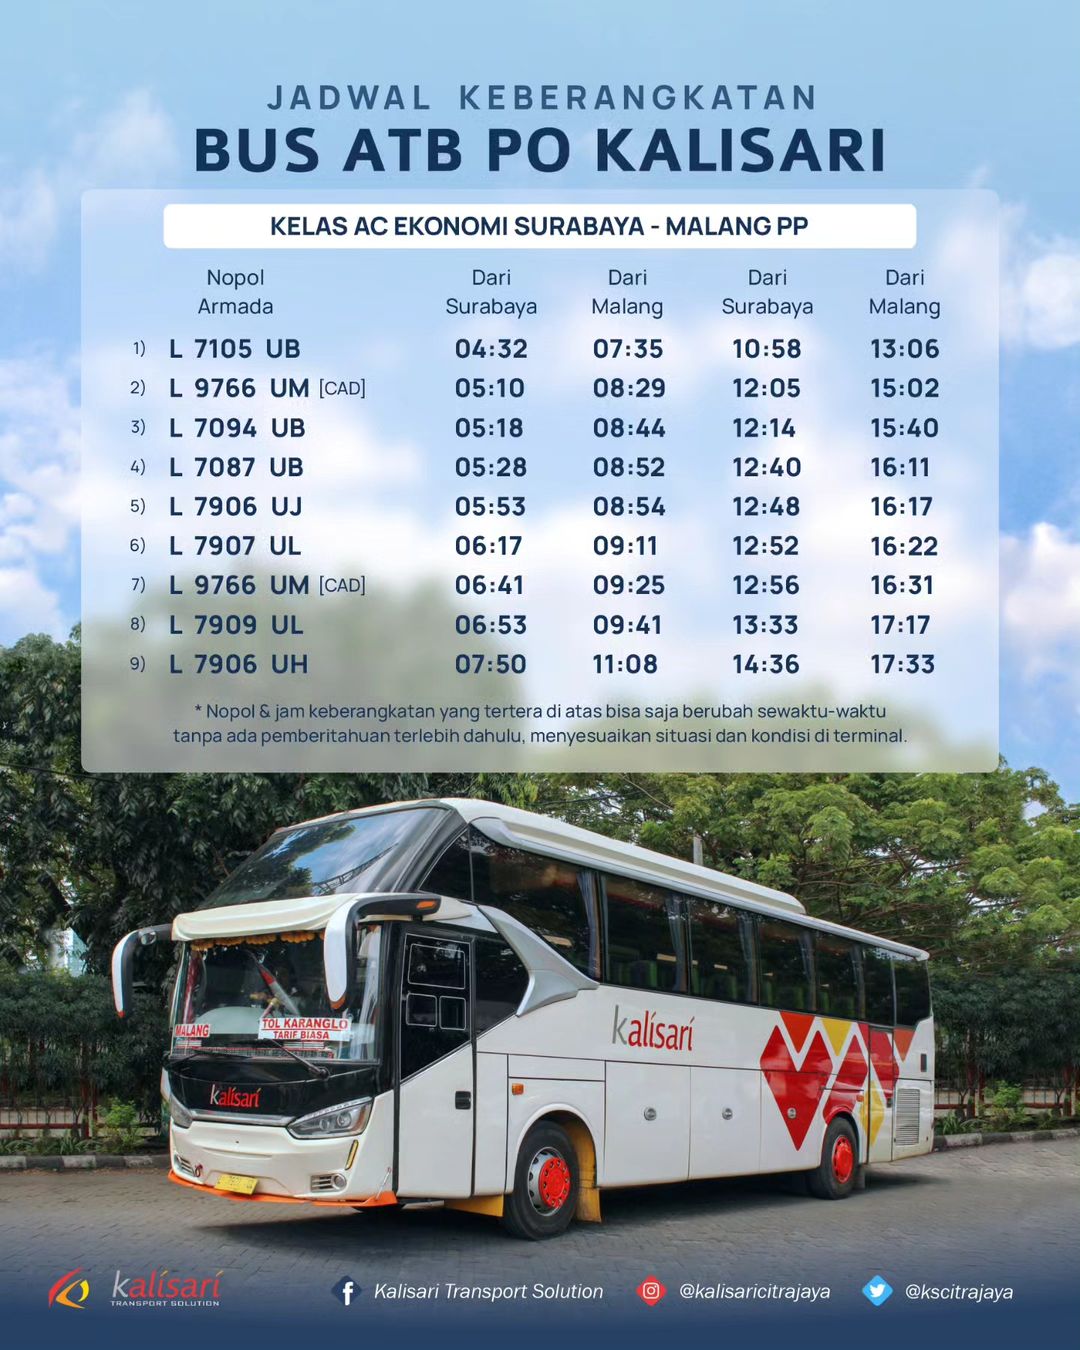 JADWAL KEBERANGKATAN
BUS ATB PO KALISARI
KELAS AC EKONOMI SURABAYA - MALANG PP
Nopol Armada Dari Surabaya Dari Malang Dari Surabaya Dari Malang
1) L 7105 UB 04:32 07:35 10:58 13:06
2) L 9766 UM [CAD] 05:10 08:29 12:05 15:02
3) L 7094 UB 05:18 08:44 12:14 15:40
4) L 7087 UB 05:28 08:52 12:40 16:11
5) L 7906 UJ 05:53 08:54 12:48 16:17
6) L 7907 UL 06:17 09:11 12:52 16:22
7) L 9766 UM [CAD] 06:41 09:25 12:56 16:31
8) L 7909 UL 06:53 09:41 13:33 17:17
9) L 7906 UH 07:50 11:08 14:36 17:33
* Nopol & jam keberangkatan yang tertera di atas bisa saja berubah sewaktu-waktu
tanpa ada pemberitahuan terlebih dahulu, menyesuaikan situasi dan kondisi di terminal.
MALANG
TOL KARANGLO
TARIF BIASA
kalisari
kalisari
kalisari
TRANSPORT SOLUTION
Kalisari Transport Solution
@kalisaricitrajaya
@kscitrajaya